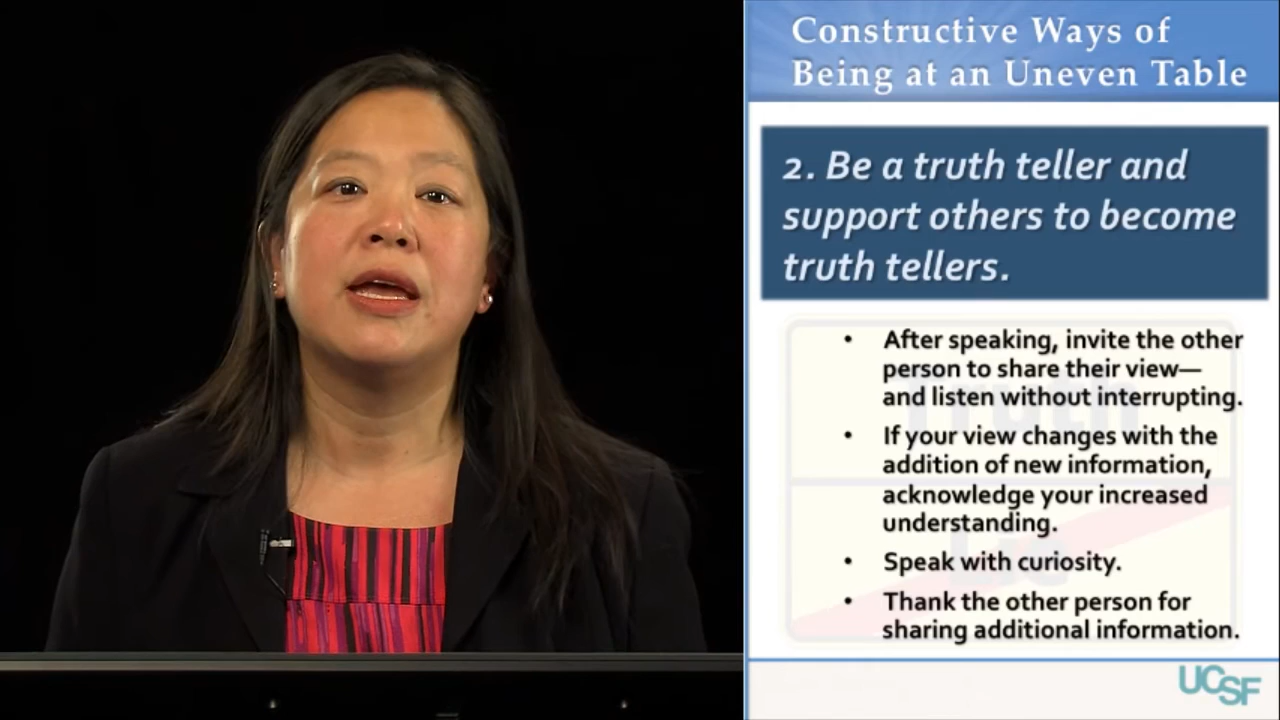 Constructive Ways of
Being at an Uneven Table
2. Be a truth teller and
support others to become
truth tellers.
• After speaking, invite the other
person to share their view—
and listen without interrupting.
• If your view changes with the
addition of new information,
acknowledge your increased
understanding.
• Speak with curiosity.
• Thank the other person for
sharing additional information.
UCSF